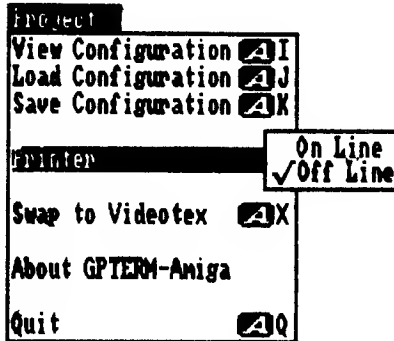 Project
View Configuration A I
Load Configuration A J
Save Configuration A K
Printer
On Line
✓Off Line
Swap to Videotex A X
About GPTERM-Amiga
Quit A Q